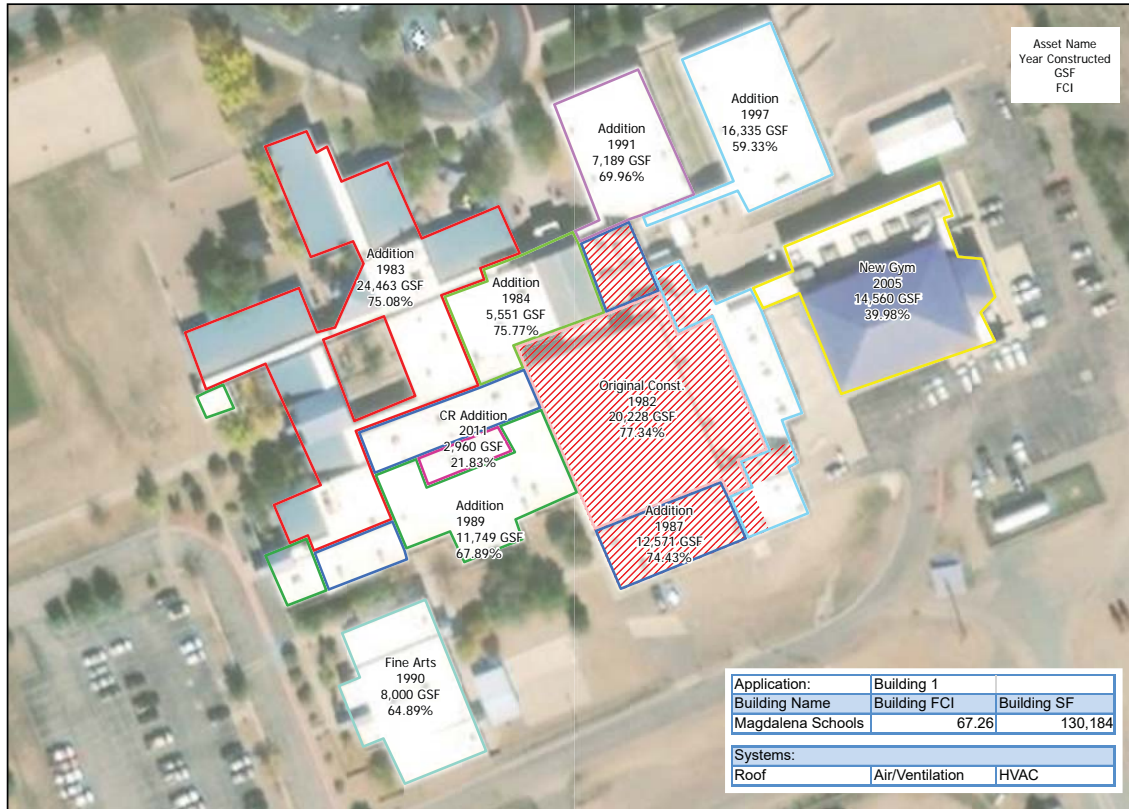 Asset Name
Year Constructed
GSF
FCI
Addition
1997
16,335 GSF
59.33%
Addition
1991
7,189 GSF
69.96%
Addition
1983
24,463 GSF
75.08%
Addition
1984
5,551 GSF
75.77%
New Gym
2005
14,560 GSF
39.98%
Original Const.
1982
20,228 GSF
77.34%
CR Addition
2011
2,960 GSF
21.83%
Addition
1989
11,749 GSF
67.89%
Addition
1987
12,571 GSF
74.43%
Fine Arts
1990
8,000 GSF
64.89%
Application: Building 1
Building Name Building FCI Building SF
Magdalena Schools 67.26 130,184
Systems:
Roof Air/Ventilation HVAC